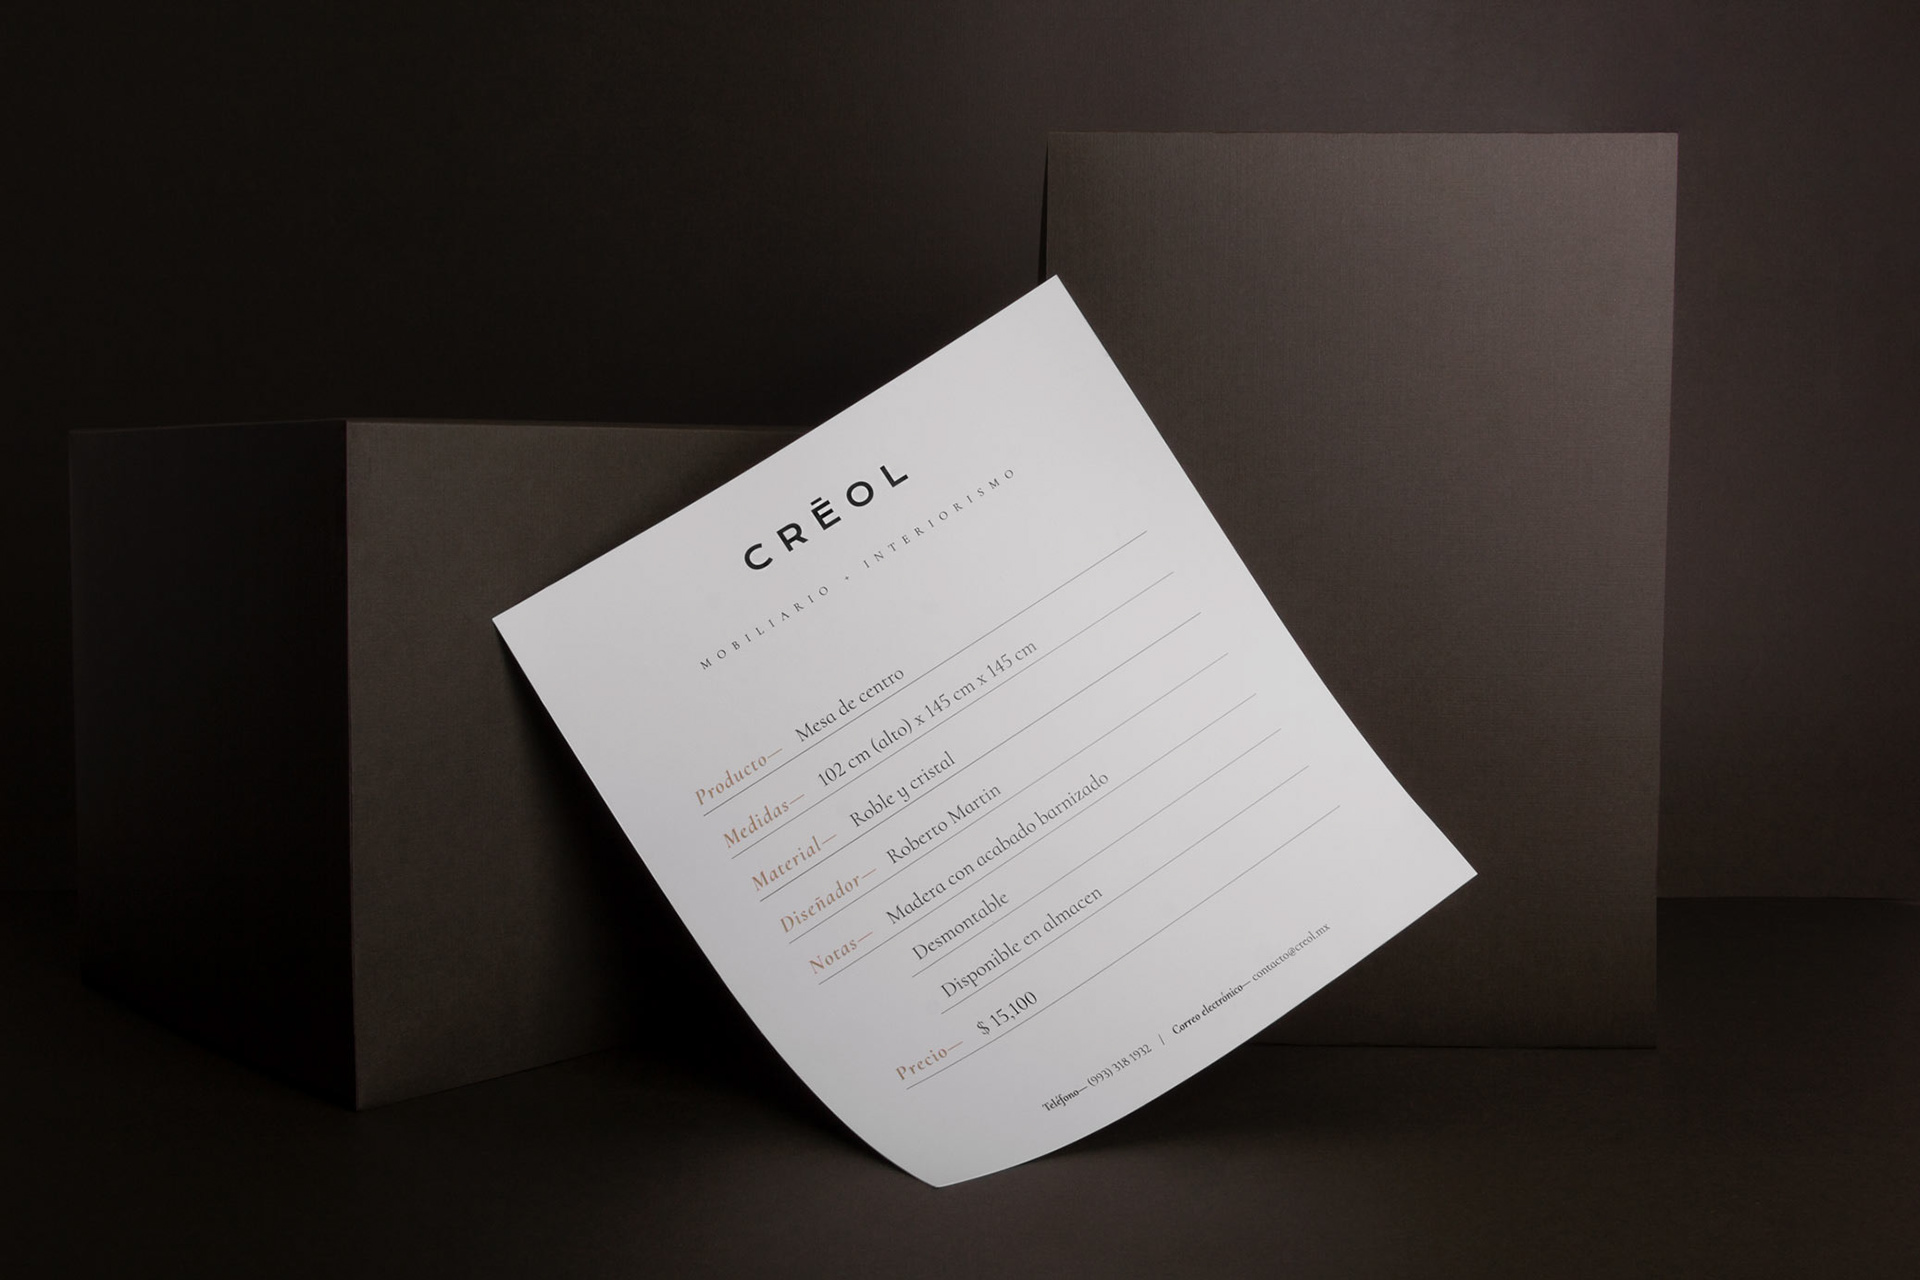 CRĒOL
MOBILIARIO + INTERIORISMO
Producto— Mesa de centro
Medidas— 102 cm (alto) x 145 cm x 145 cm
Material— Roble y cristal
Diseñador— Roberto Martin
Notas— Madera con acabado barnizado
Desmontable
Disponible en almacen
Precio— $ 15,100
Teléfono— (993) 318 1932 / Correo electrónico— contacto@creol.mx